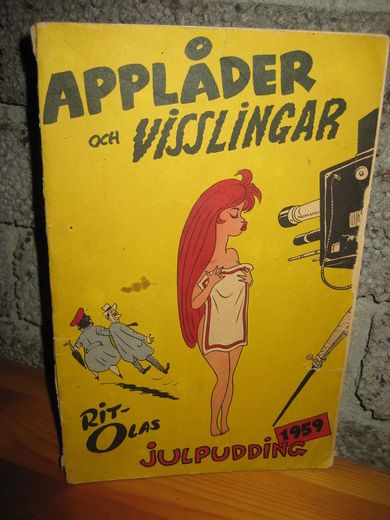 APPLÅDER
OCH VISSLINGAR
RIT-
OLAS
JULPUDDING 1959